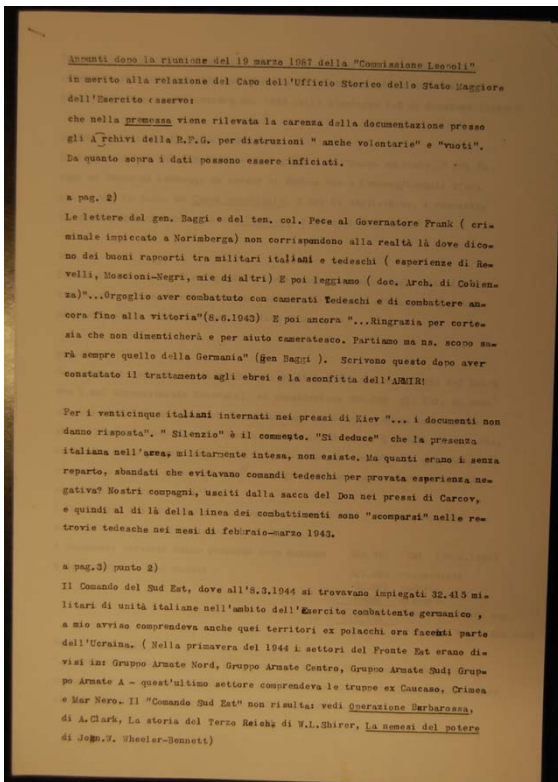 Appunti dopo la riunione del 19 marzo 1987 della "Commissione Leopoli"
in merito alla relazione del Capo dell'Ufficio Storico dello Stato Maggiore
dell'Esercito osservo:
che nella premessa viene rilevata la carenza della documentazione presso
gli Archivi della R.F.G. per distruzioni " anche volontarie" e "vuoti".
Da quanto sopra i dati possono essere inficiati.
a pag. 2)
Le lettere del gen. Baggi e del ten. col. Pece al Governatore Frank ( cri=
minale impiccato a Norimberga) non corrispondono alla realtà là dove dico=
no dei buoni rapporti tra militari italiani e tedeschi ( esperienze di Re=
velli, Moscioni-Negri, mie di altri) E poi leggiamo ( doc. Arch. di Coblen=
za)"...Orgoglio aver combattuto con camerati Tedeschi e di combattere an=
cora fino alla vittoria"(8.6.1943) E poi ancora "...Ringrazia per corte=
sia che non dimenticherà e per aiuto cameratesco. Partiamo ma ns. scopo sa=
rà sempre quello della Germania" (gen Baggi ). Scrivono questo dopo aver
constatato il trattamento agli ebrei e la sconfitta dell'ARMIR!
Per i venticinque italiani internati nei pressi di Kiev "... i documenti non
danno risposta". " Silenzio" è il commento. "Si deduce" che la presenza
italiana nell'area, militarmente intesa, non esiste. Ma quanti erano i senza
reparto, sbandati che evitavano comandi tedeschi per provata esperienza ne=
gativa? Nostri compagni, usciti dalla sacca del Don nei pressi di Carcov,
e quindi al di là della linea dei combattimenti sono "scomparsi" nelle re=
trovie tedesche nei mesi di febbraio-marzo 1943.
a pag.3) punto 2)
Il Comando del Sud Est, dove all'8.3.1944 si trovavano impiegati 32.415 mi=
litari di unità italiane nell'ambito dell'Esercito combattente germanico ,
a mio avviso comprendeva anche quei territori ex polacchi ora facenti parte
dell'Ucraina. ( Nella primavera del 1944 i settori del Fronte Est erano di=
visi in: Gruppo Armate Nord, Gruppo Armate Centro, Gruppo Armate Sud; Grup=
po Armate A - quest'ultimo settore comprendeva le truppe ex Caucaso, Crimea
e Mar Nero. Il "Comando Sud Est" non risulta: vedi Operazione Barbarossa,
di A.Clark, La storia del Terzo Reich, di W.L.Shirer, La nemesi del potere
di John.W. Wheeler-Bennett)